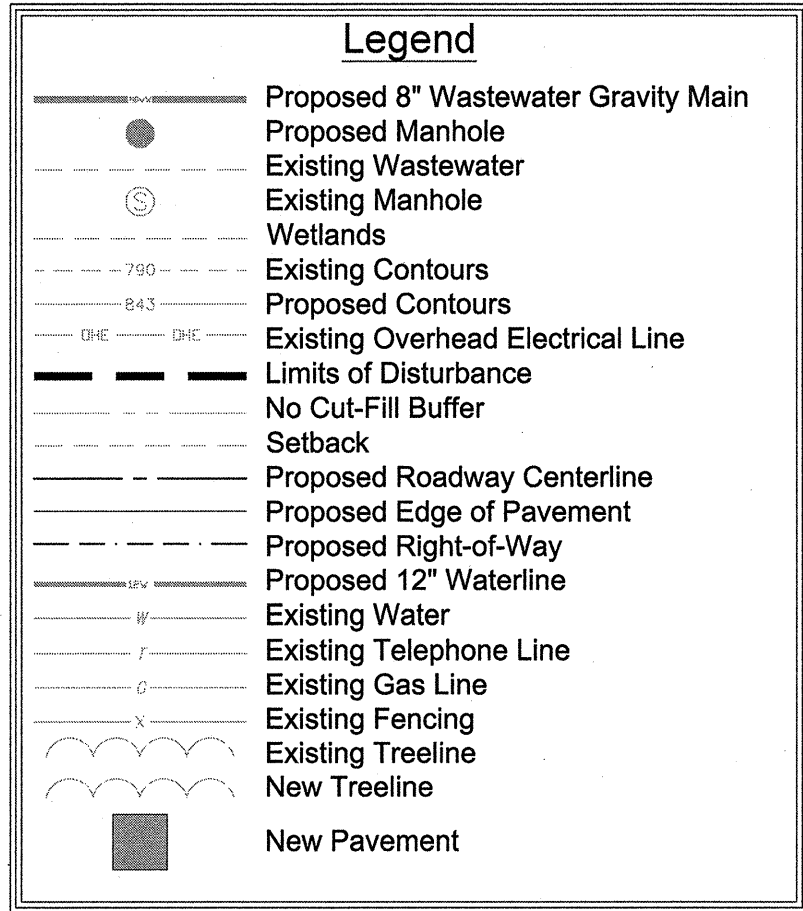 Legend
Proposed 8" Wastewater Gravity Main
Proposed Manhole
Existing Wastewater
S Existing Manhole
Wetlands
790 Existing Contours
843 Proposed Contours
OHE OHE Existing Overhead Electrical Line
Limits of Disturbance
No Cut-Fill Buffer
Setback
Proposed Roadway Centerline
Proposed Edge of Pavement
Proposed Right-of-Way
12W Proposed 12" Waterline
W Existing Water
T Existing Telephone Line
G Existing Gas Line
X Existing Fencing
Existing Treeline
New Treeline
New Pavement